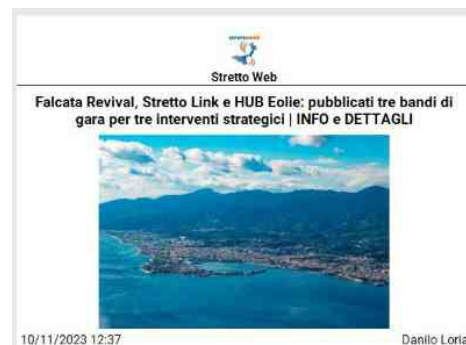 strettoweb
Stretto Web
Falcata Revival, Stretto Link e HUB Eolie: pubblicati tre bandi di
gara per tre interventi strategici | INFO e DETTAGLI
10/11/2023 12:37 Danilo Loria